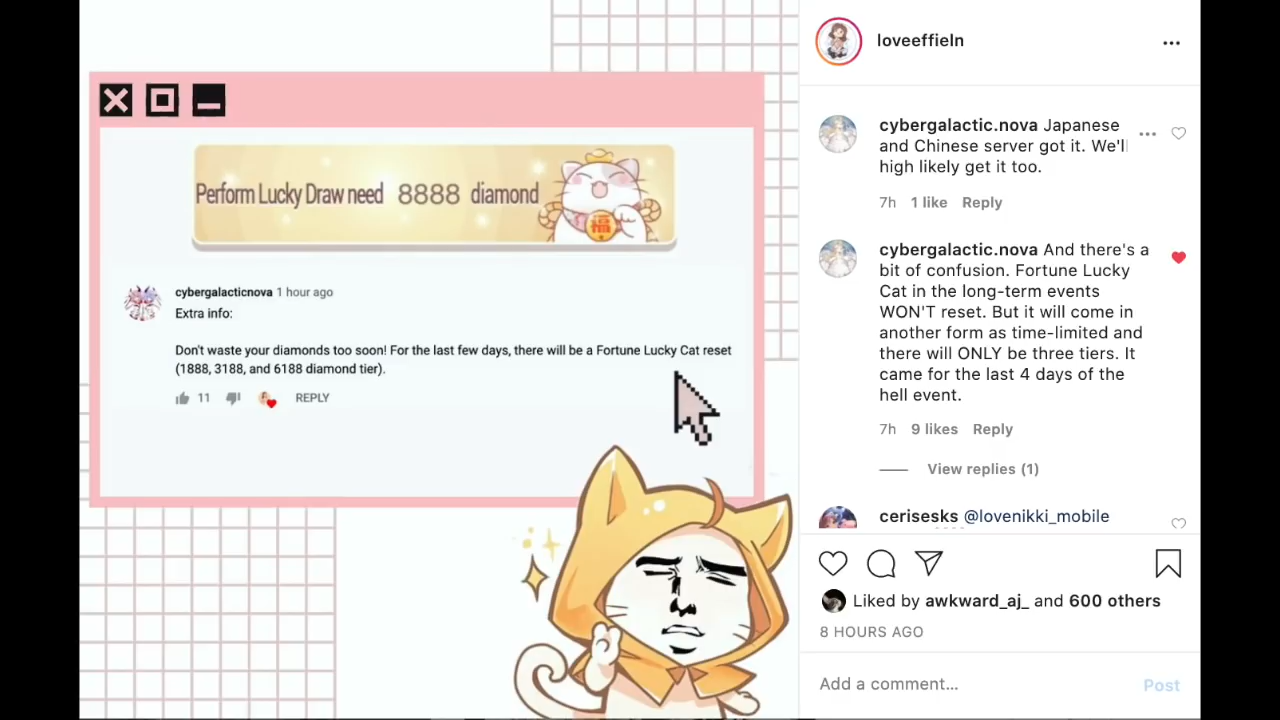 Perform Lucky Draw need 8888 diamond
福
cybergalacticnova 1 hour ago
Extra info:
Don't waste your diamonds too soon! For the last few days, there will be a Fortune Lucky Cat reset
(1888, 3188, and 6188 diamond tier).
11 REPLY
loveeffieln
cybergalactic.nova Japanese
and Chinese server got it. We'll
high likely get it too.
7h 1 like Reply
cybergalactic.nova And there's a
bit of confusion. Fortune Lucky
Cat in the long-term events
WON'T reset. But it will come in
another form as time-limited and
there will ONLY be three tiers. It
came for the last 4 days of the
hell event.
7h 9 likes Reply
View replies (1)
cerisesks @lovenikki_mobile
Liked by awkward_aj_ and 600 others
8 HOURS AGO
Add a comment...
Post